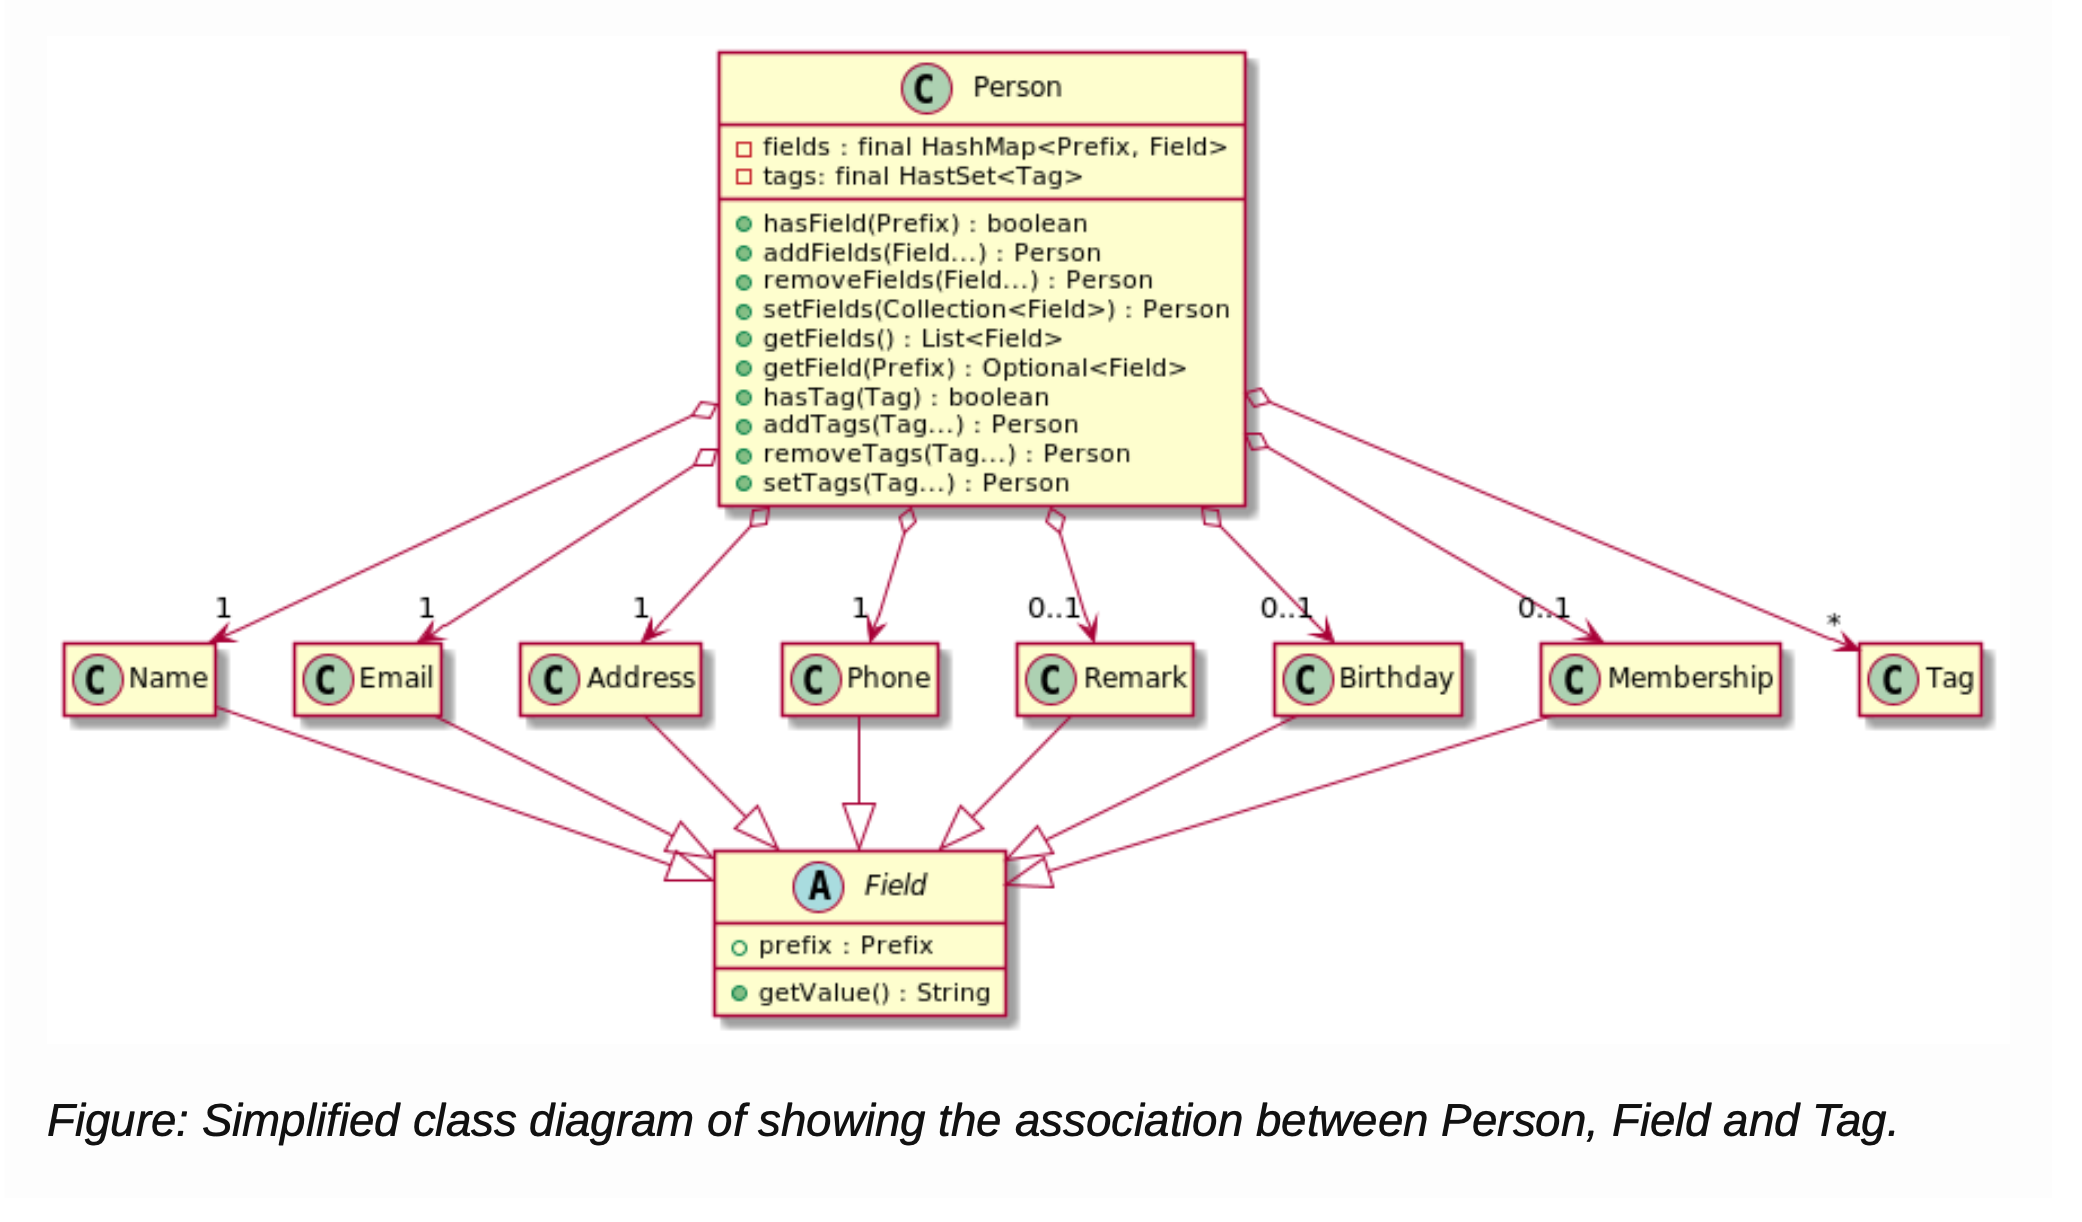 C Person
fields : final HashMap<Prefix, Field>
tags: final HastSet<Tag>
hasField(Prefix) : boolean
addFields(Field...) : Person
removeFields(Field...) : Person
setFields(Collection<Field>) : Person
getFields() : List<Field>
getField(Prefix) : Optional<Field>
hasTag(Tag) : boolean
addTags(Tag...) : Person
removeTags(Tag...) : Person
setTags(Tag...) : Person
1 1 1 1 0..1 0..1 0..1 *
C Name C Email C Address C Phone C Remark C Birthday C Membership C Tag
A Field
prefix : Prefix
getValue() : String
Figure: Simplified class diagram of showing the association between Person, Field and Tag.